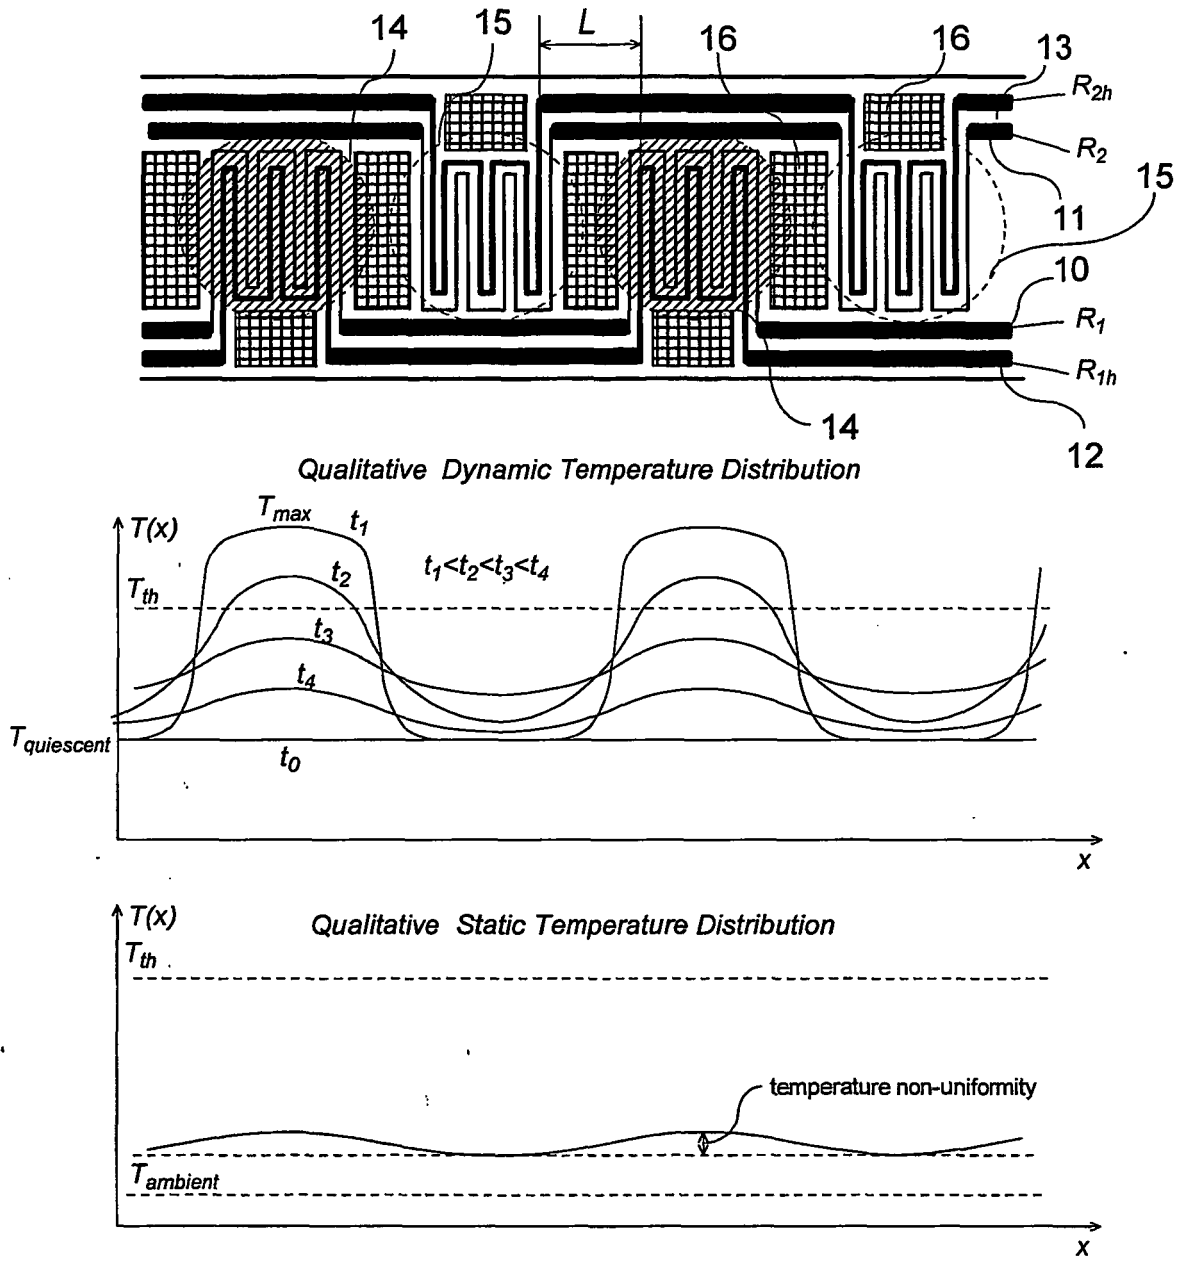 14
15
L
16
16
13
R2h
R2
15
11
10
R1
R1h
14
12
Qualitative Dynamic Temperature Distribution
T(x)
Tmax
t1
t2
t1<t2<t3<t4
Tth
t3
t4
Tquiescent
t0
x
T(x)
Qualitative Static Temperature Distribution
Tth
temperature non-uniformity
Tambient
x